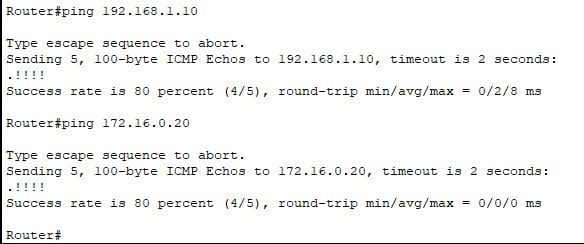 Router#ping 192.168.1.10
Type escape sequence to abort.
Sending 5, 100-byte ICMP Echos to 192.168.1.10, timeout is 2 seconds:
.!!!!
Success rate is 80 percent (4/5), round-trip min/avg/max = 0/2/8 ms
Router#ping 172.16.0.20
Type escape sequence to abort.
Sending 5, 100-byte ICMP Echos to 172.16.0.20, timeout is 2 seconds:
.!!!!
Success rate is 80 percent (4/5), round-trip min/avg/max = 0/0/0 ms
Router#